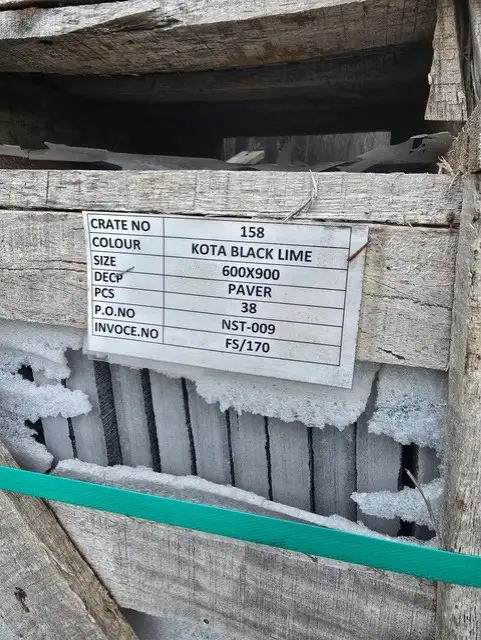 CRATE NO 158
COLOUR KOTA BLACK LIME
SIZE 600X900
DECP PAVER
PCS 38
P.O.NO NST-009
INVOCE.NO FS/170